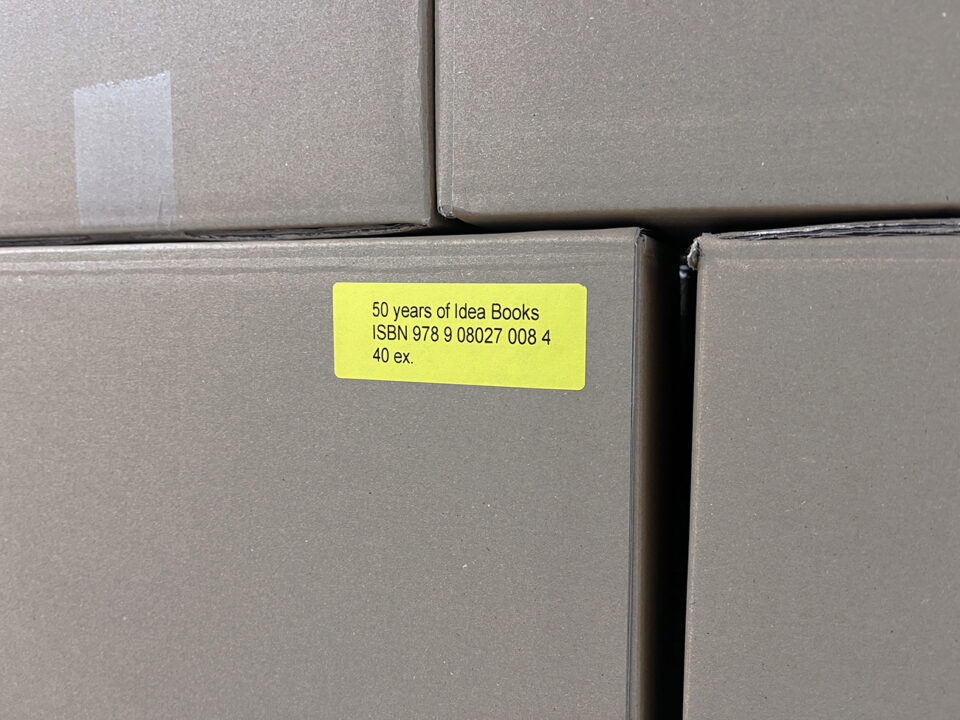 50 years of Idea Books
ISBN 978 9 08027 008 4
40 ex.